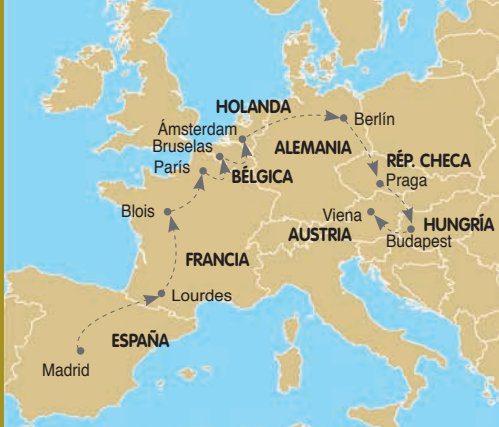 HOLANDA
Berlín
Ámsterdam
Bruselas
ALEMANIA
París
BÉLGICA
RÉP. CHECA
Praga
Blois
Viena
HUNGRÍA
AUSTRIA
Budapest
FRANCIA
Lourdes
ESPAÑA
Madrid